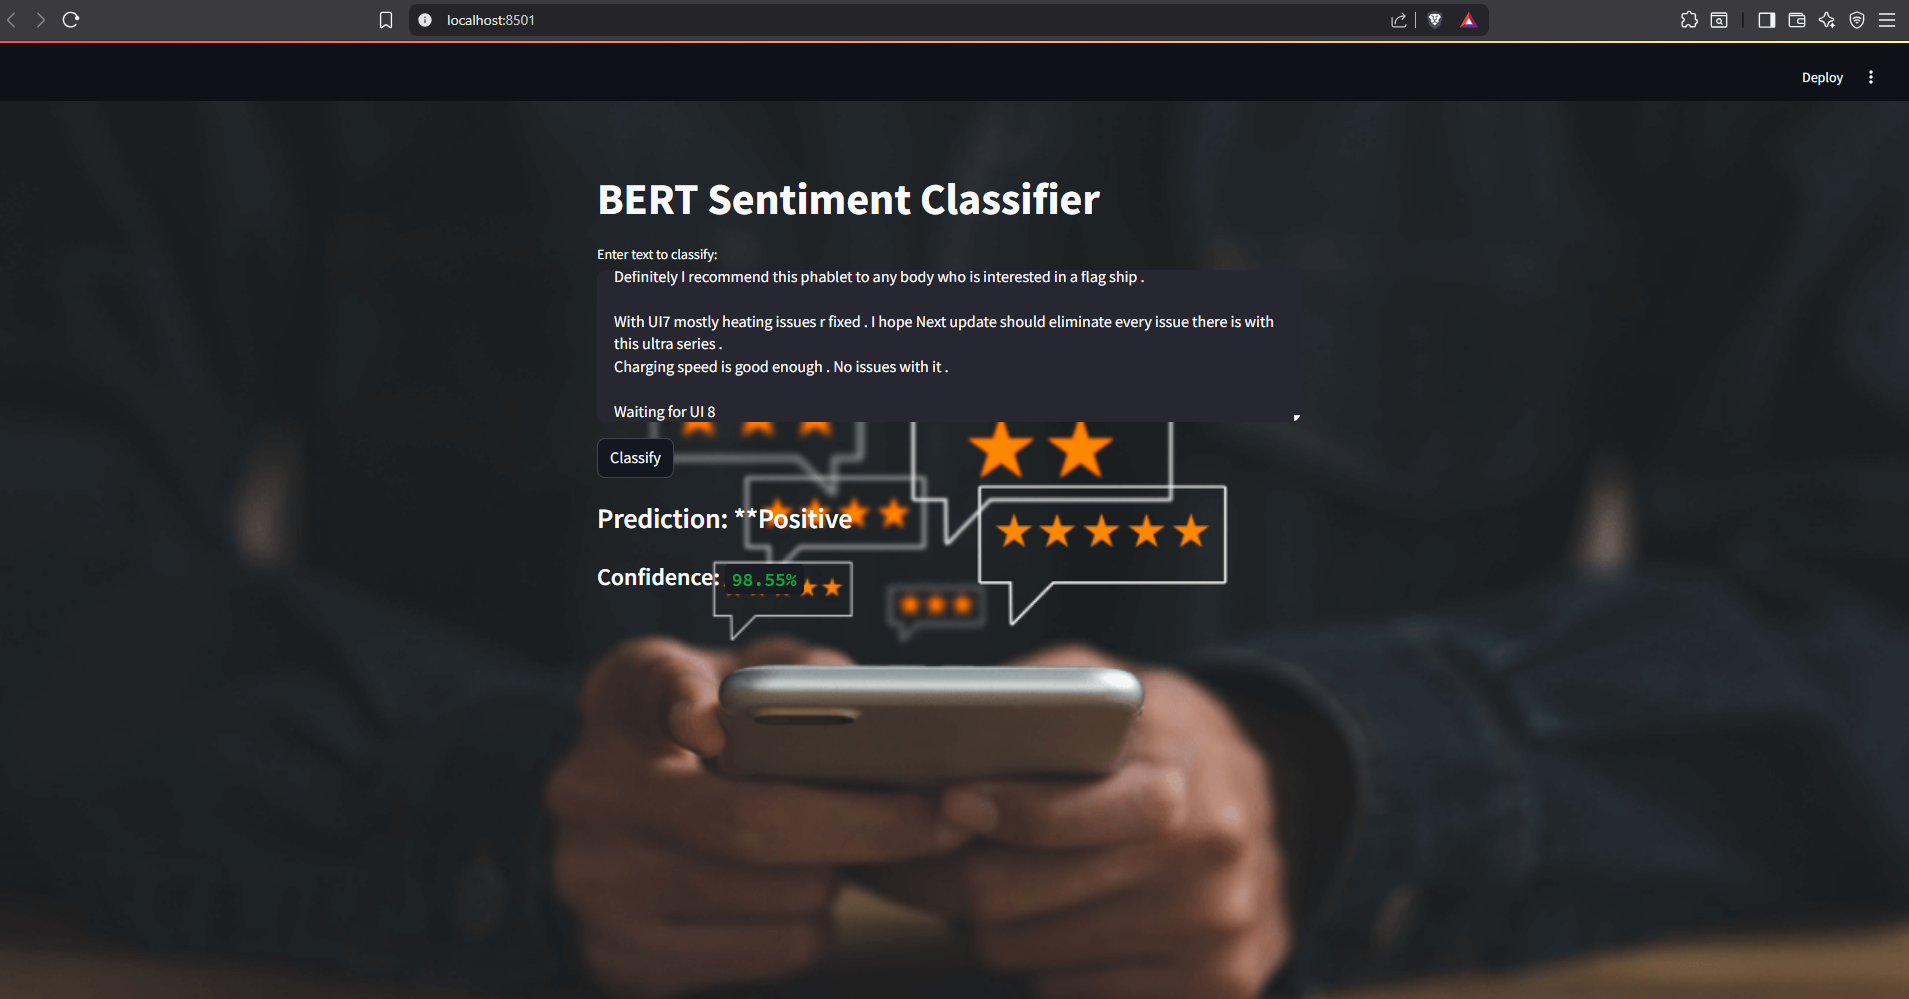 localhost:8501
Deploy
BERT Sentiment Classifier
Enter text to classify:
Definitely I recommend this phablet to any body who is interested in a flag ship .
With UI7 mostly heating issues r fixed . I hope Next update should eliminate every issue there is with
this ultra series .
Charging speed is good enough . No issues with it .
Waiting for UI 8
Classify
Prediction: **Positive
Confidence: 98.55%